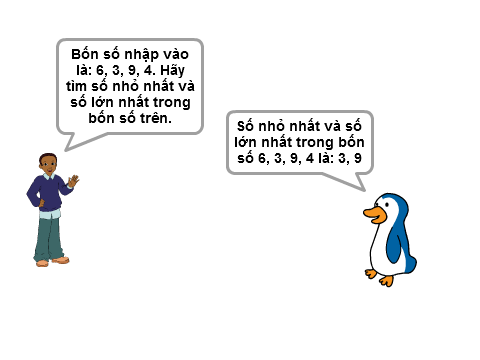 Bốn số nhập vào
là: 6, 3, 9, 4. Hãy
tìm số nhỏ nhất và
số lớn nhất trong
bốn số trên.
Số nhỏ nhất và số
lớn nhất trong bốn
số 6, 3, 9, 4 là: 3, 9